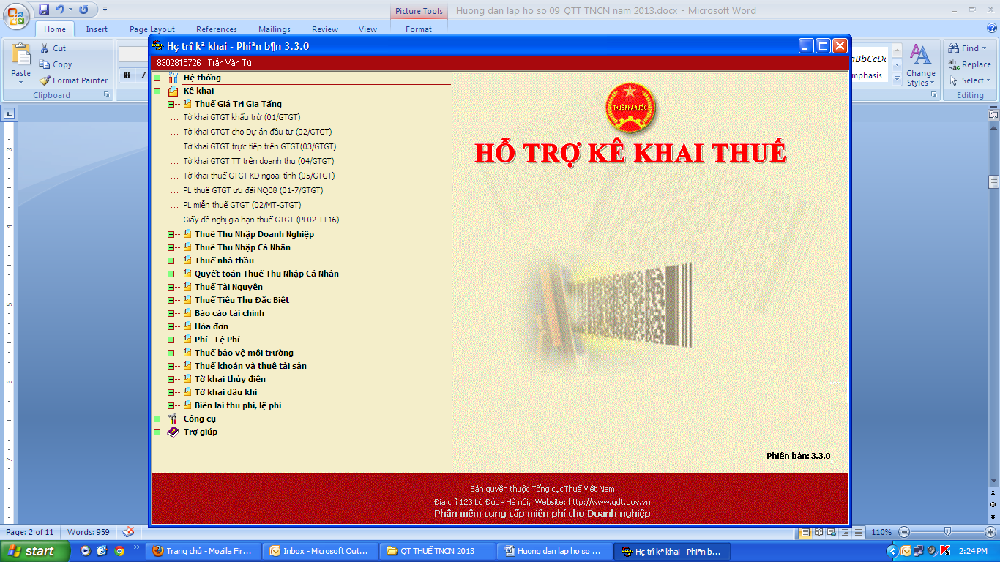 Picture Tools
Huong dan lap ho so 09_QTT TNCN nam 2013.docx - Microsoft Word
Home Insert Page Layout References Mailings Review View Format
Paste
Cut
Copy
Format Painter
Clipboard
B I
Hç trî kª khai - Phiªn b¶n 3.3.0
8302815726 : Trần Văn Tú
Hệ thống
Kê khai
Thuế Giá Trị Gia Tăng
Tờ khai GTGT khấu trừ (01/GTGT)
Tờ khai GTGT cho Dự án đầu tư (02/GTGT)
Tờ khai GTGT trực tiếp trên GTGT(03/GTGT)
Tờ khai GTGT TT trên doanh thu (04/GTGT)
Tờ khai thuế GTGT KD ngoại tỉnh (05/GTGT)
PL thuế GTGT ưu đãi NQ08 (01-7/GTGT)
PL miễn thuế GTGT (02/MT-GTGT)
Giấy đề nghị gia hạn thuế GTGT (PL02-TT16)
Thuế Thu Nhập Doanh Nghiệp
Thuế Thu Nhập Cá Nhân
Thuế nhà thầu
Quyết toán Thuế Thu Nhập Cá Nhân
Thuế Tài Nguyên
Thuế Tiêu Thụ Đặc Biệt
Báo cáo tài chính
Hóa đơn
Phí - Lệ Phí
Thuế bảo vệ môi trường
Thuế khoán và thuê tài sản
Tờ khai thủy điện
Tờ khai dầu khí
Biên lai thu phí, lệ phí
Công cụ
Trợ giúp
THUẾ NHÀ NƯỚC
HỖ TRỢ KÊ KHAI THUẾ
Phiên bản: 3.3.0
Bản quyền thuộc Tổng cục Thuế Việt Nam
Địa chỉ 123 Lò Đúc - Hà nội, Website: http://www.gdt.gov.vn
Phần mềm cung cấp miễn phí cho Doanh nghiệp
aBbCcDc
mphasis
Change
Styles
Find
Replace
Select
Editing
3
4
5
6
7
Page: 2 of 11 Words: 959 110%
start Trang chủ - Mozilla Fir... Inbox - Microsoft Out... QT THUẾ TNCN 2013 Huong dan lap ho so ... Hç trî kª khai - Phiªn b... 2:24 PM